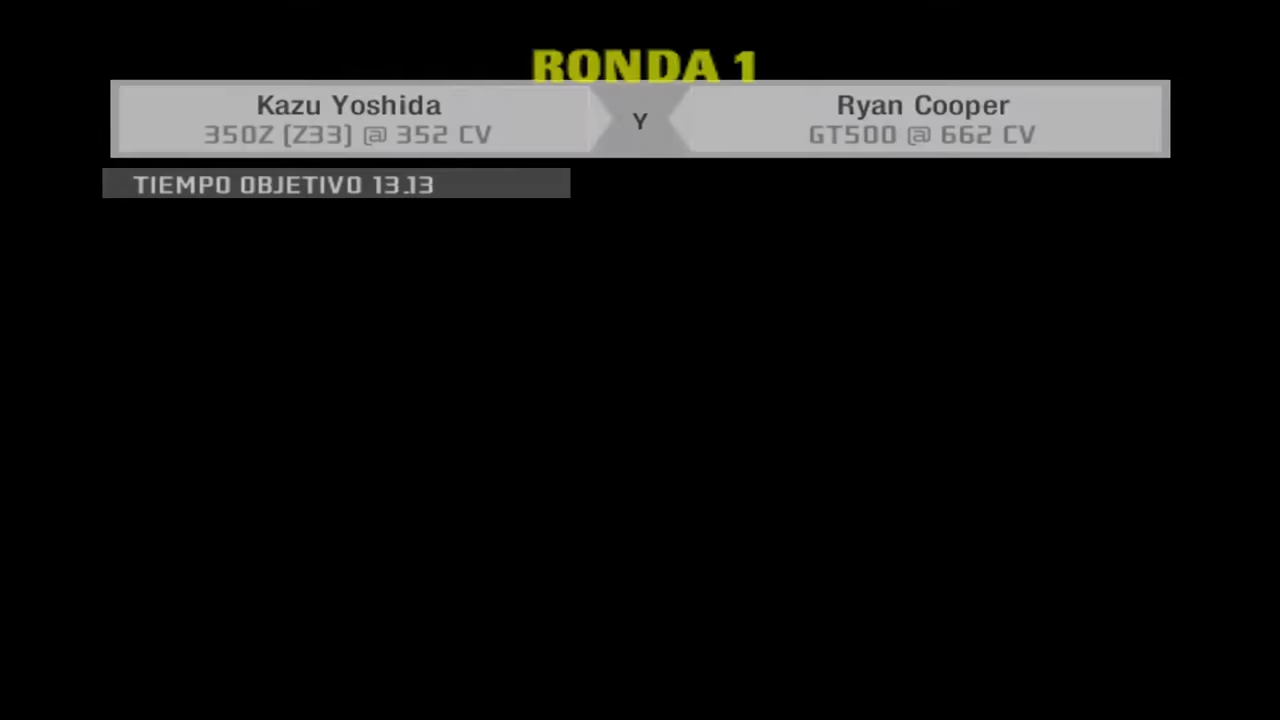 RONDA 1
Kazu Yoshida
350Z (Z33) @ 352 CV
Y
Ryan Cooper
GT500 @ 662 CV
TIEMPO OBJETIVO 13.13